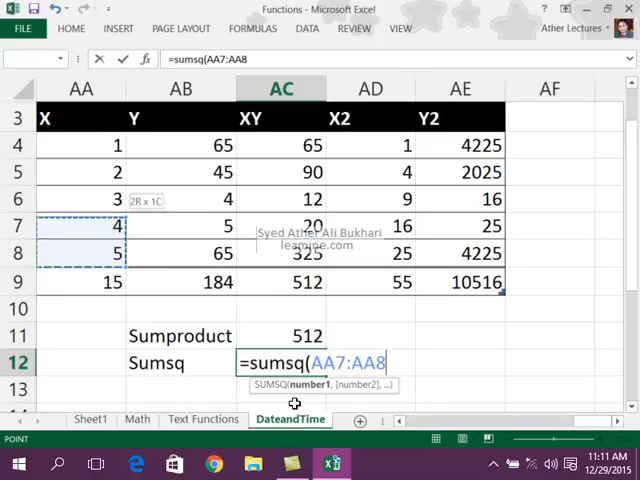 Functions - Microsoft Excel
FILE HOME INSERT PAGE LAYOUT FORMULAS DATA REVIEW VIEW Ather Lectures
=sumsq(AA7:AA8
AA AB AC AD AE AF
3 X Y XY X2 Y2
4 1 65 65 1 4225
5 2 45 90 4 2025
6 3 2R x 1C 4 12 9 16
7 4 5 20 16 25
Syed Ather Ali Bukhari
learnine.com
8 5 65 325 25 4225
9 15 184 512 55 10516
10
11 Sumproduct 512
12 Sumsq =sumsq(AA7:AA8
SUMSQ(number1, [number2], ...)
13
Sheet1 Math Text Functions DateandTime
POINT
11:11 AM
12/29/2015